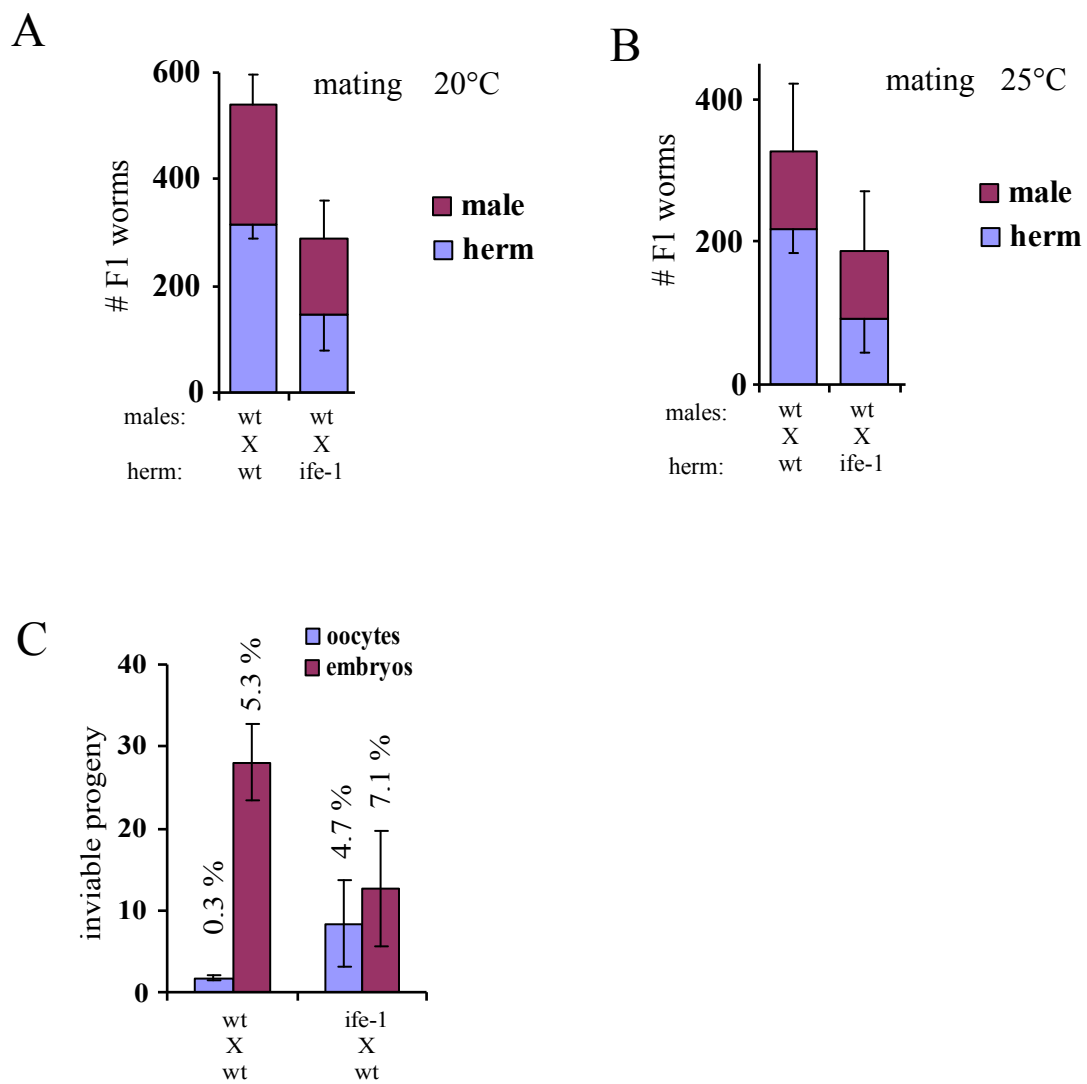 A
mating 20°C
600
400
200
0
# F1 worms
male
herm
males: wt wt
X X
herm: wt ife-1
B
mating 25°C
400
200
0
# F1 worms
male
herm
males: wt wt
X X
herm: wt ife-1
C
oocytes
embryos
40
30
20
10
0
inviable progeny
0.3 %
5.3 %
4.7 %
7.1 %
wt ife-1
X X
wt wt